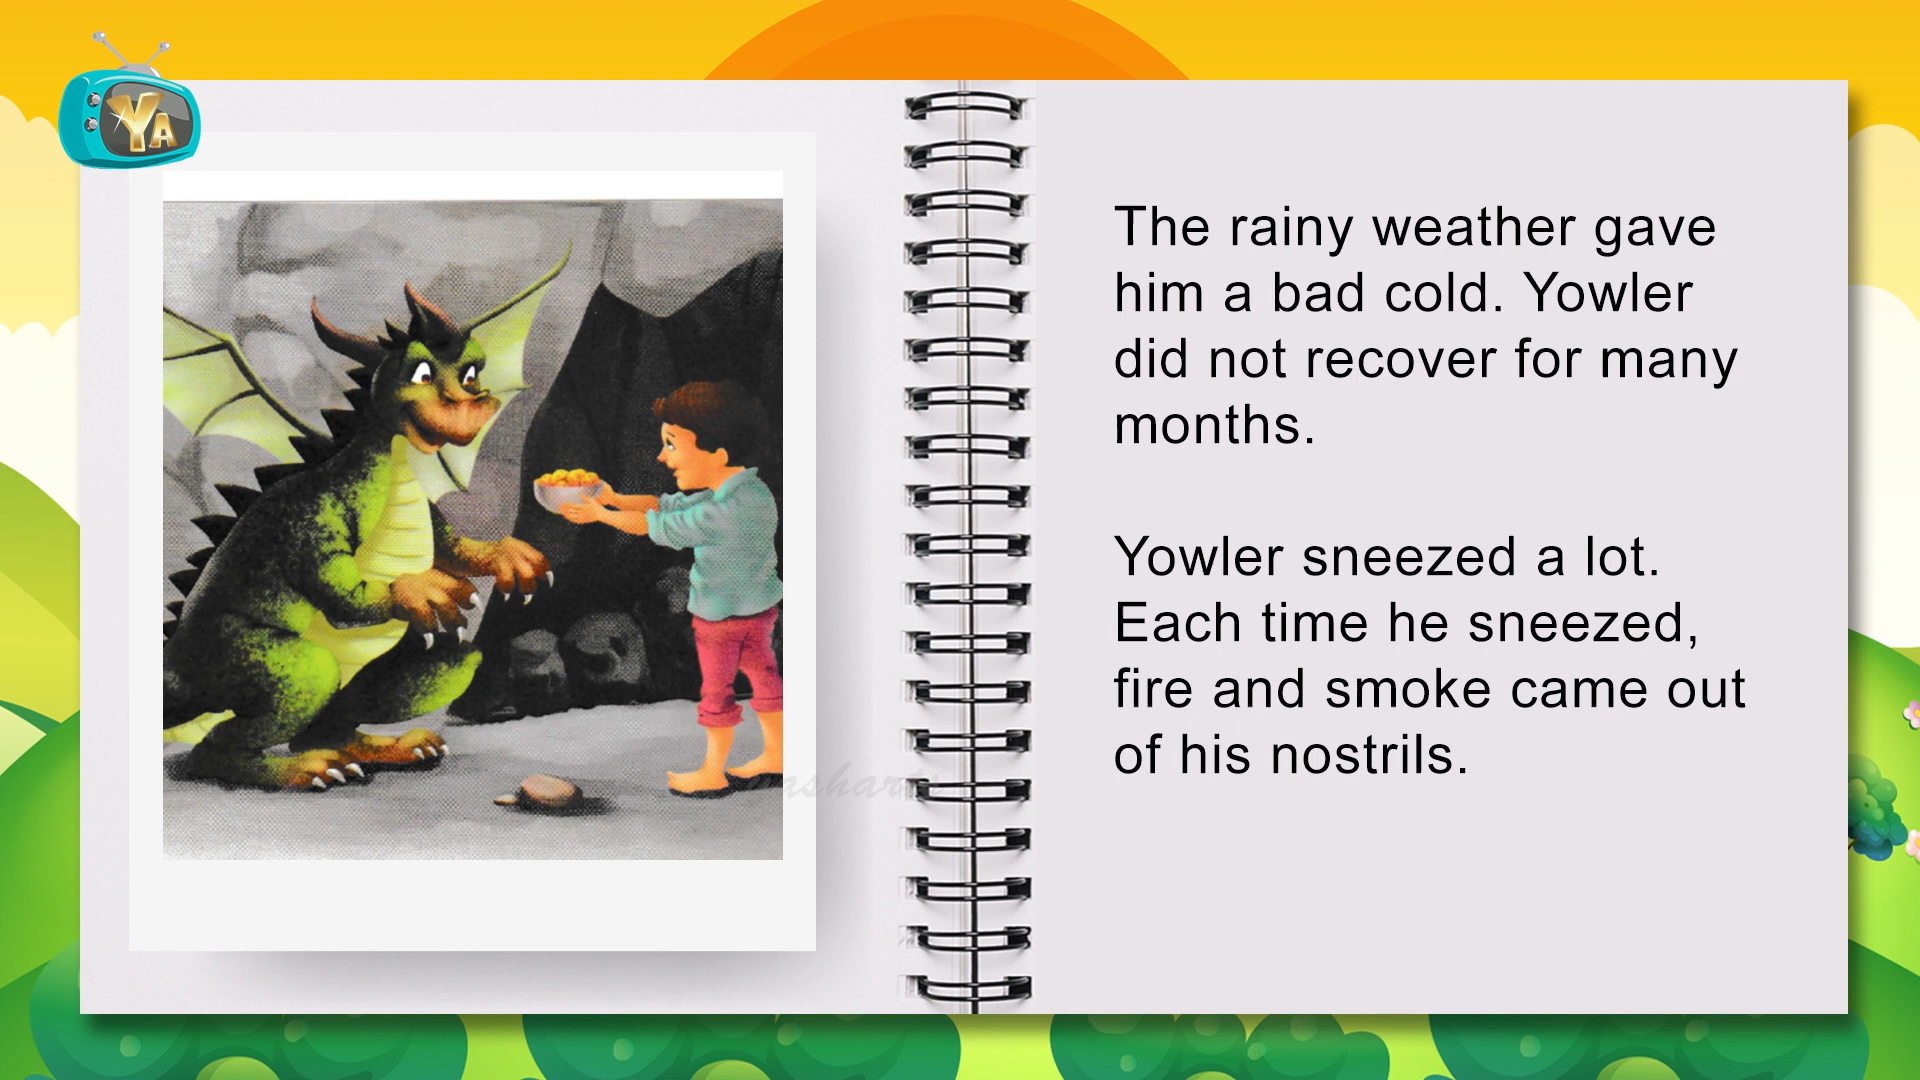 YA
The rainy weather gave
him a bad cold. Yowler
did not recover for many
months.
Yowler sneezed a lot.
Each time he sneezed,
fire and smoke came out
of his nostrils.